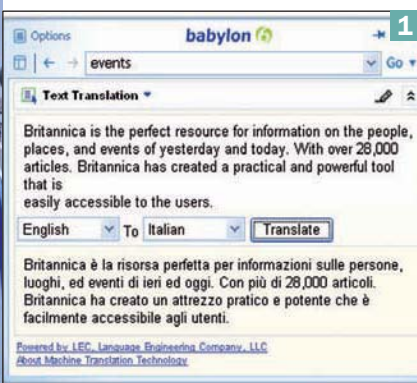 1
Options babylon
events Go
Text Translation
Britannica is the perfect resource for information on the people,
places, and events of yesterday and today. With over 28,000
articles. Britannica has created a practical and powerful tool
that is
easily accessible to the users.
English To Italian Translate
Britannica è la risorsa perfetta per informazioni sulle persone,
luoghi, ed eventi di ieri ed oggi. Con più di 28,000 articoli.
Britannica ha creato un attrezzo pratico e potente che è
facilmente accessibile agli utenti.
Powered by LEC, Language Engineering Company, LLC
About Machine Translation Technology